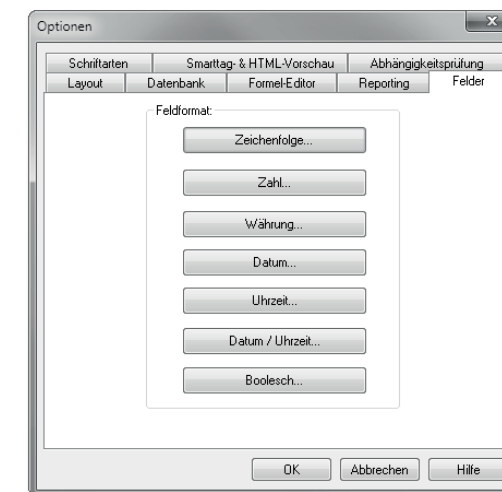 Optionen
Schriftarten Smarttag- & HTML-Vorschau Abhängigkeitsprüfung
Layout Datenbank Formel-Editor Reporting Felder
Feldformat:
Zeichenfolge...
Zahl...
Währung...
Datum...
Uhrzeit...
Datum / Uhrzeit...
Boolesch...
OK Abbrechen Hilfe